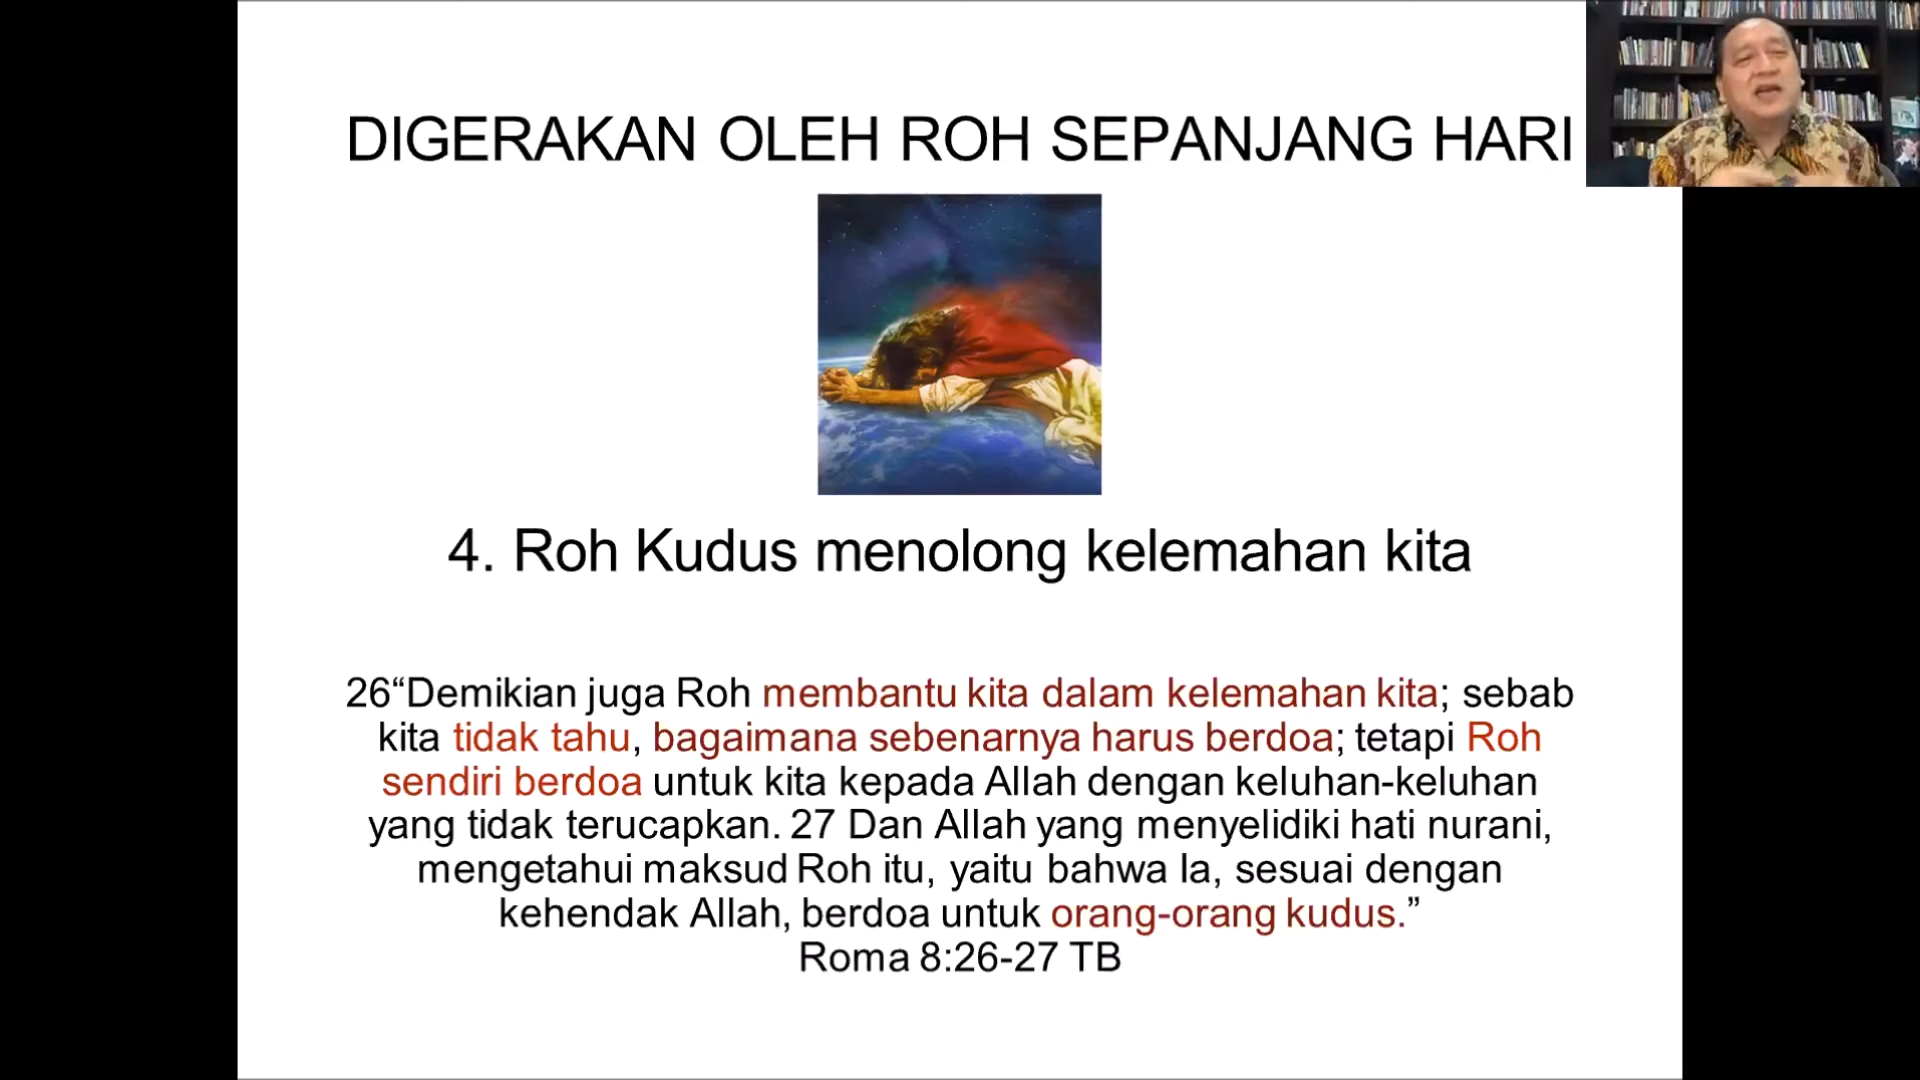 DIGERAKAN OLEH ROH SEPANJANG HARI
4. Roh Kudus menolong kelemahan kita
26“Demikian juga Roh membantu kita dalam kelemahan kita; sebab
kita tidak tahu, bagaimana sebenarnya harus berdoa; tetapi Roh
sendiri berdoa untuk kita kepada Allah dengan keluhan-keluhan
yang tidak terucapkan. 27 Dan Allah yang menyelidiki hati nurani,
mengetahui maksud Roh itu, yaitu bahwa Ia, sesuai dengan
kehendak Allah, berdoa untuk orang-orang kudus.”
Roma 8:26-27 TB